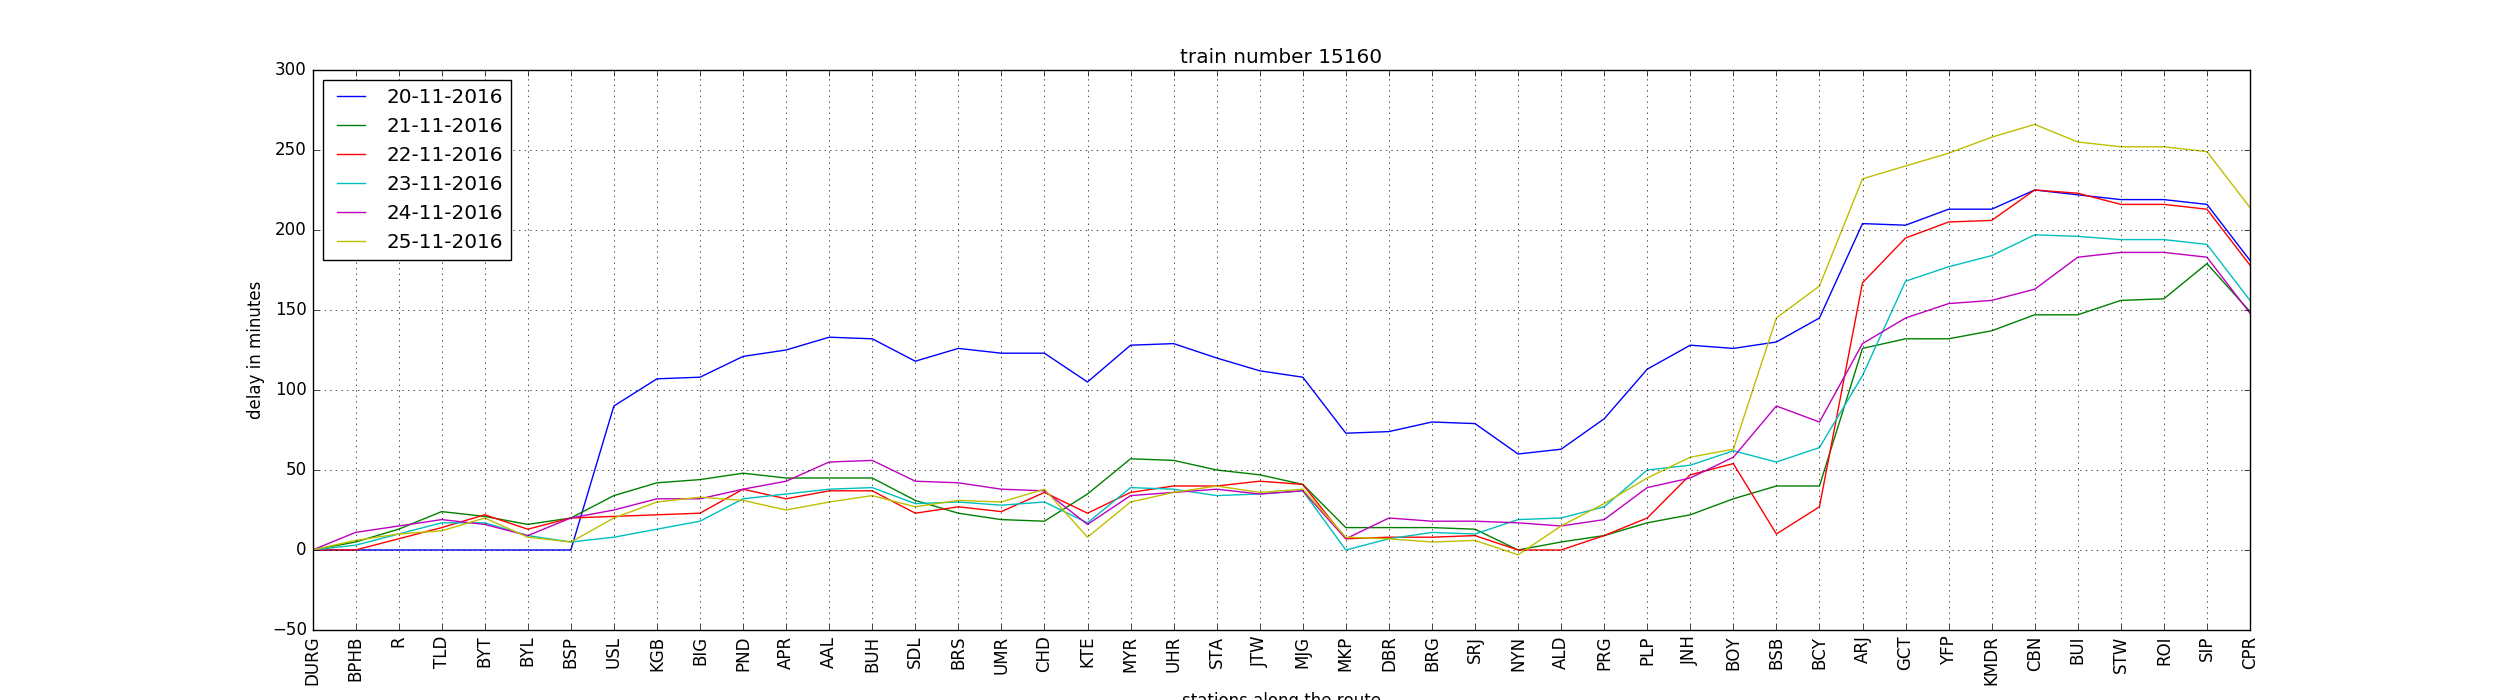 train number 15160
300
250
200
150
100
50
0
−50
delay in minutes
20-11-2016
21-11-2016
22-11-2016
23-11-2016
24-11-2016
25-11-2016
DURG
BPHB
R
TLD
BYT
BYL
BSP
USL
KGB
BIG
PND
APR
AAL
BUH
SDL
BRS
UMR
CHD
KTE
MYR
UHR
STA
JTW
MJG
MKP
DBR
BRG
SRJ
NYN
ALD
PRG
PLP
JNH
BOY
BSB
BCY
ARJ
GCT
YFP
KMDR
CBN
BUI
STW
ROI
SIP
CPR
stations along the route